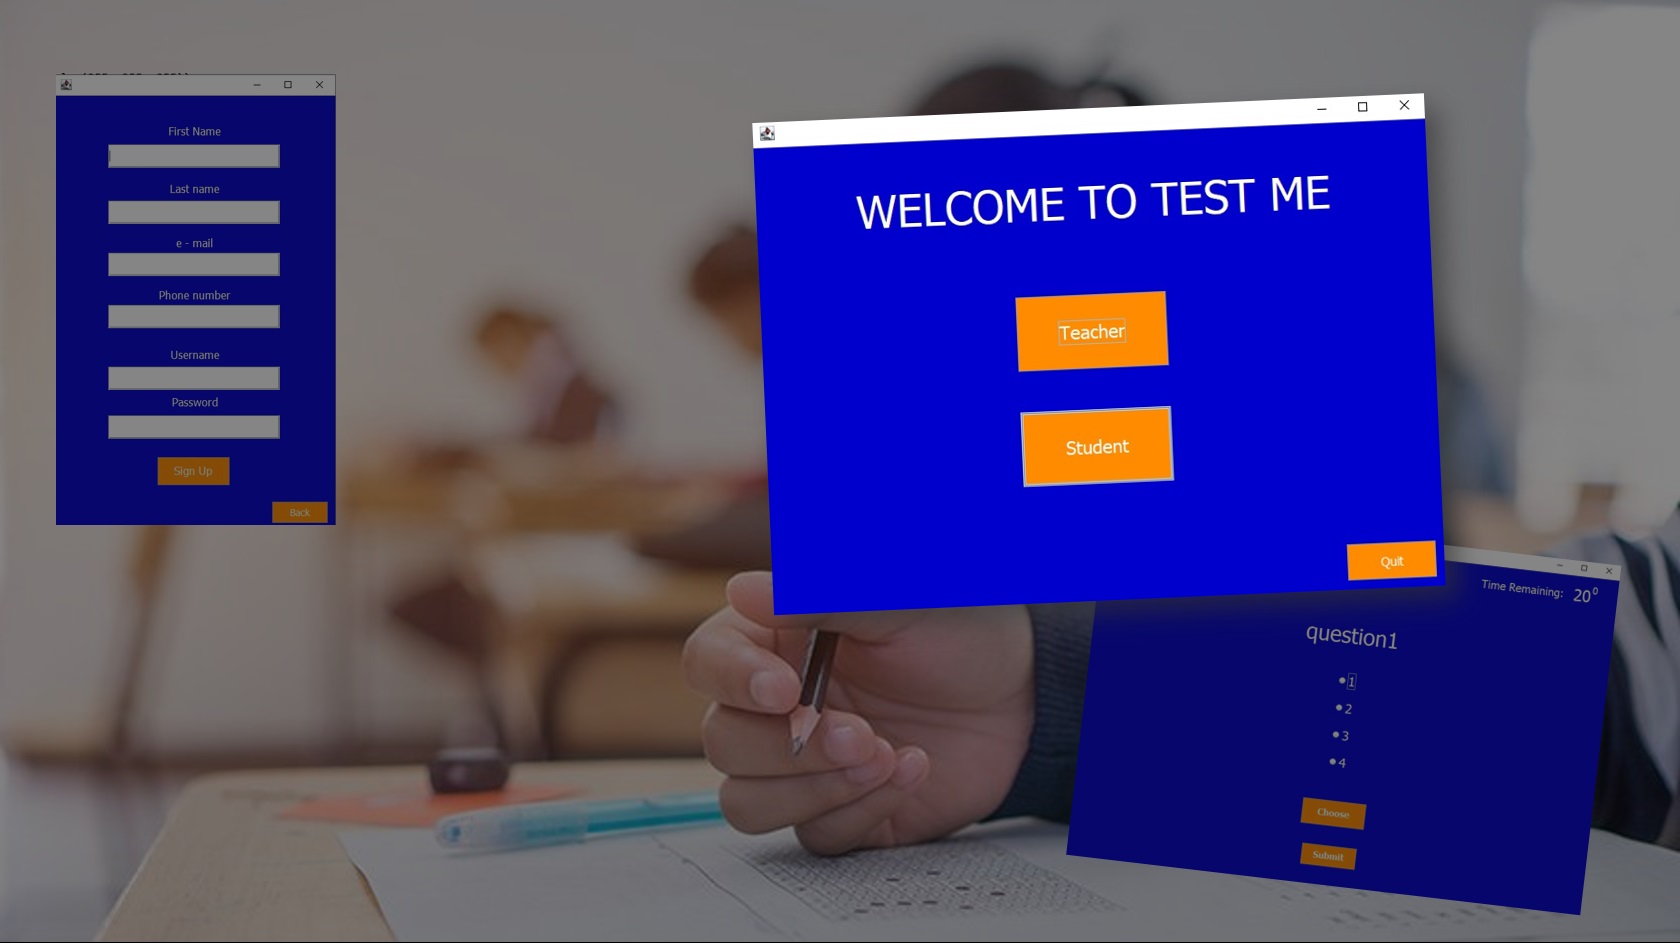 First Name
Last name
e - mail
Phone number
Username
Password
Sign Up
Back
WELCOME TO TEST ME
Teacher
Student
Quit
Time Remaining: 20⁰
question1
1
2
3
4
Choose
Submit